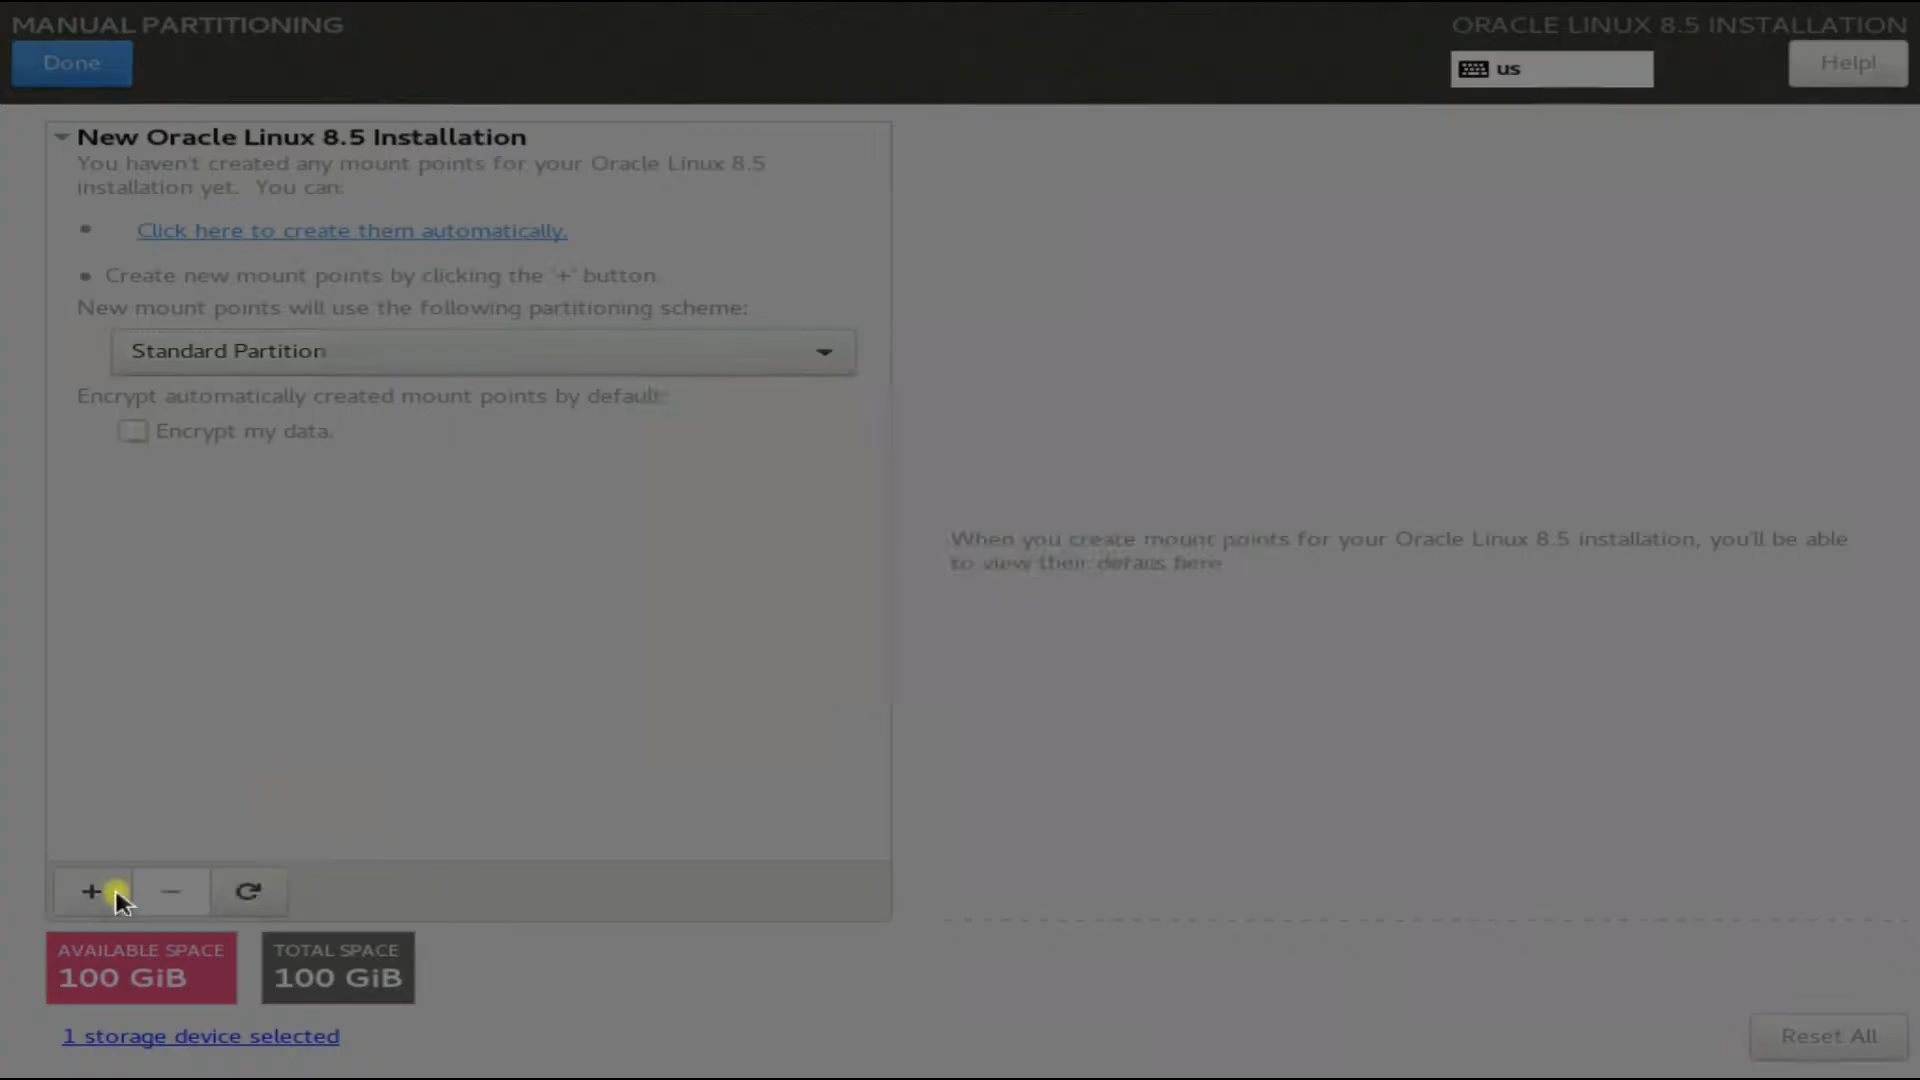 MANUAL PARTITIONING
ORACLE LINUX 8.5 INSTALLATION
Done
us
Help!
New Oracle Linux 8.5 Installation
You haven't created any mount points for your Oracle Linux 8.5
installation yet. You can:
• Click here to create them automatically.
• Create new mount points by clicking the '+' button.
New mount points will use the following partitioning scheme:
Standard Partition
Encrypt automatically created mount points by default:
Encrypt my data.
When you create mount points for your Oracle Linux 8.5 installation, you'll be able
to view their details here.
+ −
AVAILABLE SPACE
100 GiB
TOTAL SPACE
100 GiB
1 storage device selected
Reset All